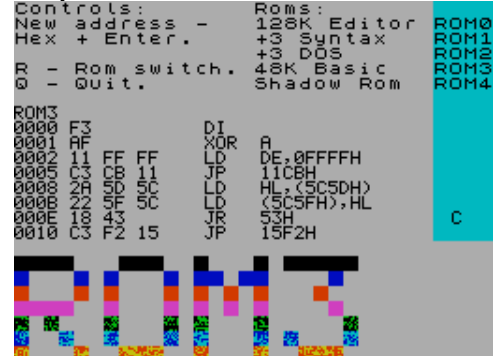 Controls: Roms:
New address - 128K Editor ROM0
Hex + Enter. +3 Syntax ROM1
+3 DOS ROM2
R - Rom switch. 48K Basic ROM3
Q - Quit. Shadow Rom ROM4
ROM3
0000 F3 DI
0001 AF XOR A
0002 11 FF FF LD DE,0FFFFH
0005 C3 CB 11 JP 11CBH
0008 2A 5D 5C LD HL,(5C5DH)
000B 22 5F 5C LD (5C5FH),HL
000E 18 43 JR 53H C
0010 C3 F2 15 JP 15F2H
ROM3